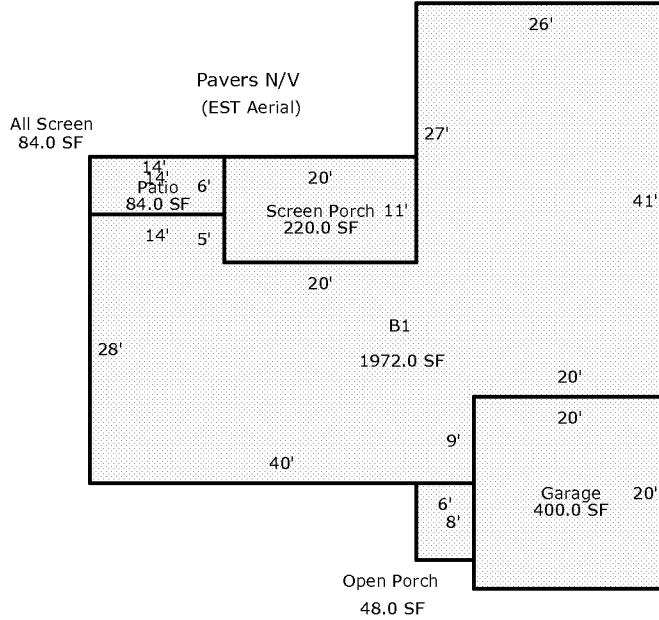 26'
Pavers N/V
(EST Aerial)
All Screen
84.0 SF
27'
14'
14'
6'
Patio
84.0 SF
20'
Screen Porch
11'
220.0 SF
41'
14'
5'
20'
B1
28'
1972.0 SF
20'
20'
9'
40'
6'
8'
Garage
20'
400.0 SF
Open Porch
48.0 SF